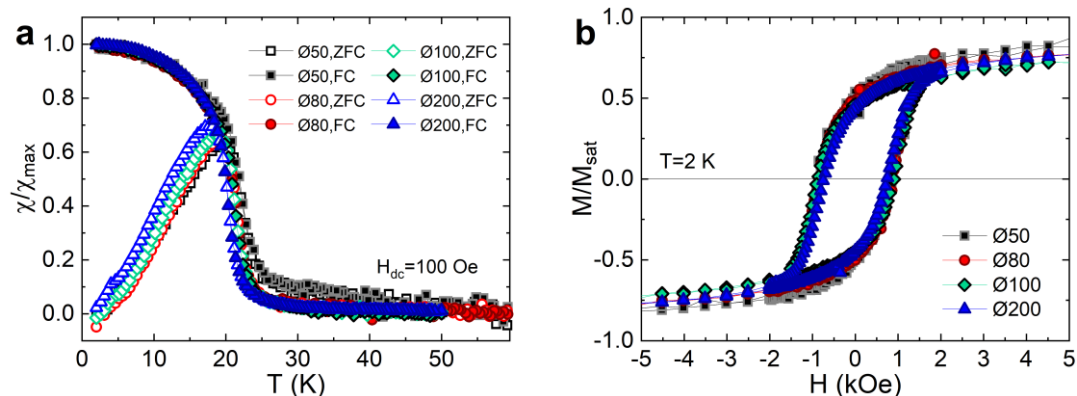 a
χ/χmax
1.0
0.8
0.6
0.4
0.2
0.0
0 10 20 30 40 50
T (K)
Ø50,ZFC
Ø50,FC
Ø80,ZFC
Ø80,FC
Ø100,ZFC
Ø100,FC
Ø200,ZFC
Ø200,FC
Hdc=100 Oe
b
M/Msat
1.0
0.5
0.0
-0.5
-1.0
-5 -4 -3 -2 -1 0 1 2 3 4 5
H (kOe)
T=2 K
Ø50
Ø80
Ø100
Ø200